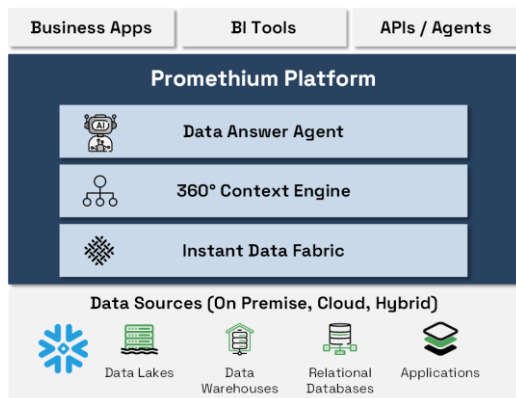 Business Apps
BI Tools
APIs / Agents
Promethium Platform
AI
Data Answer Agent
360° Context Engine
Instant Data Fabric
Data Sources (On Premise, Cloud, Hybrid)
Data Lakes
Data
Warehouses
Relational
Databases
Applications